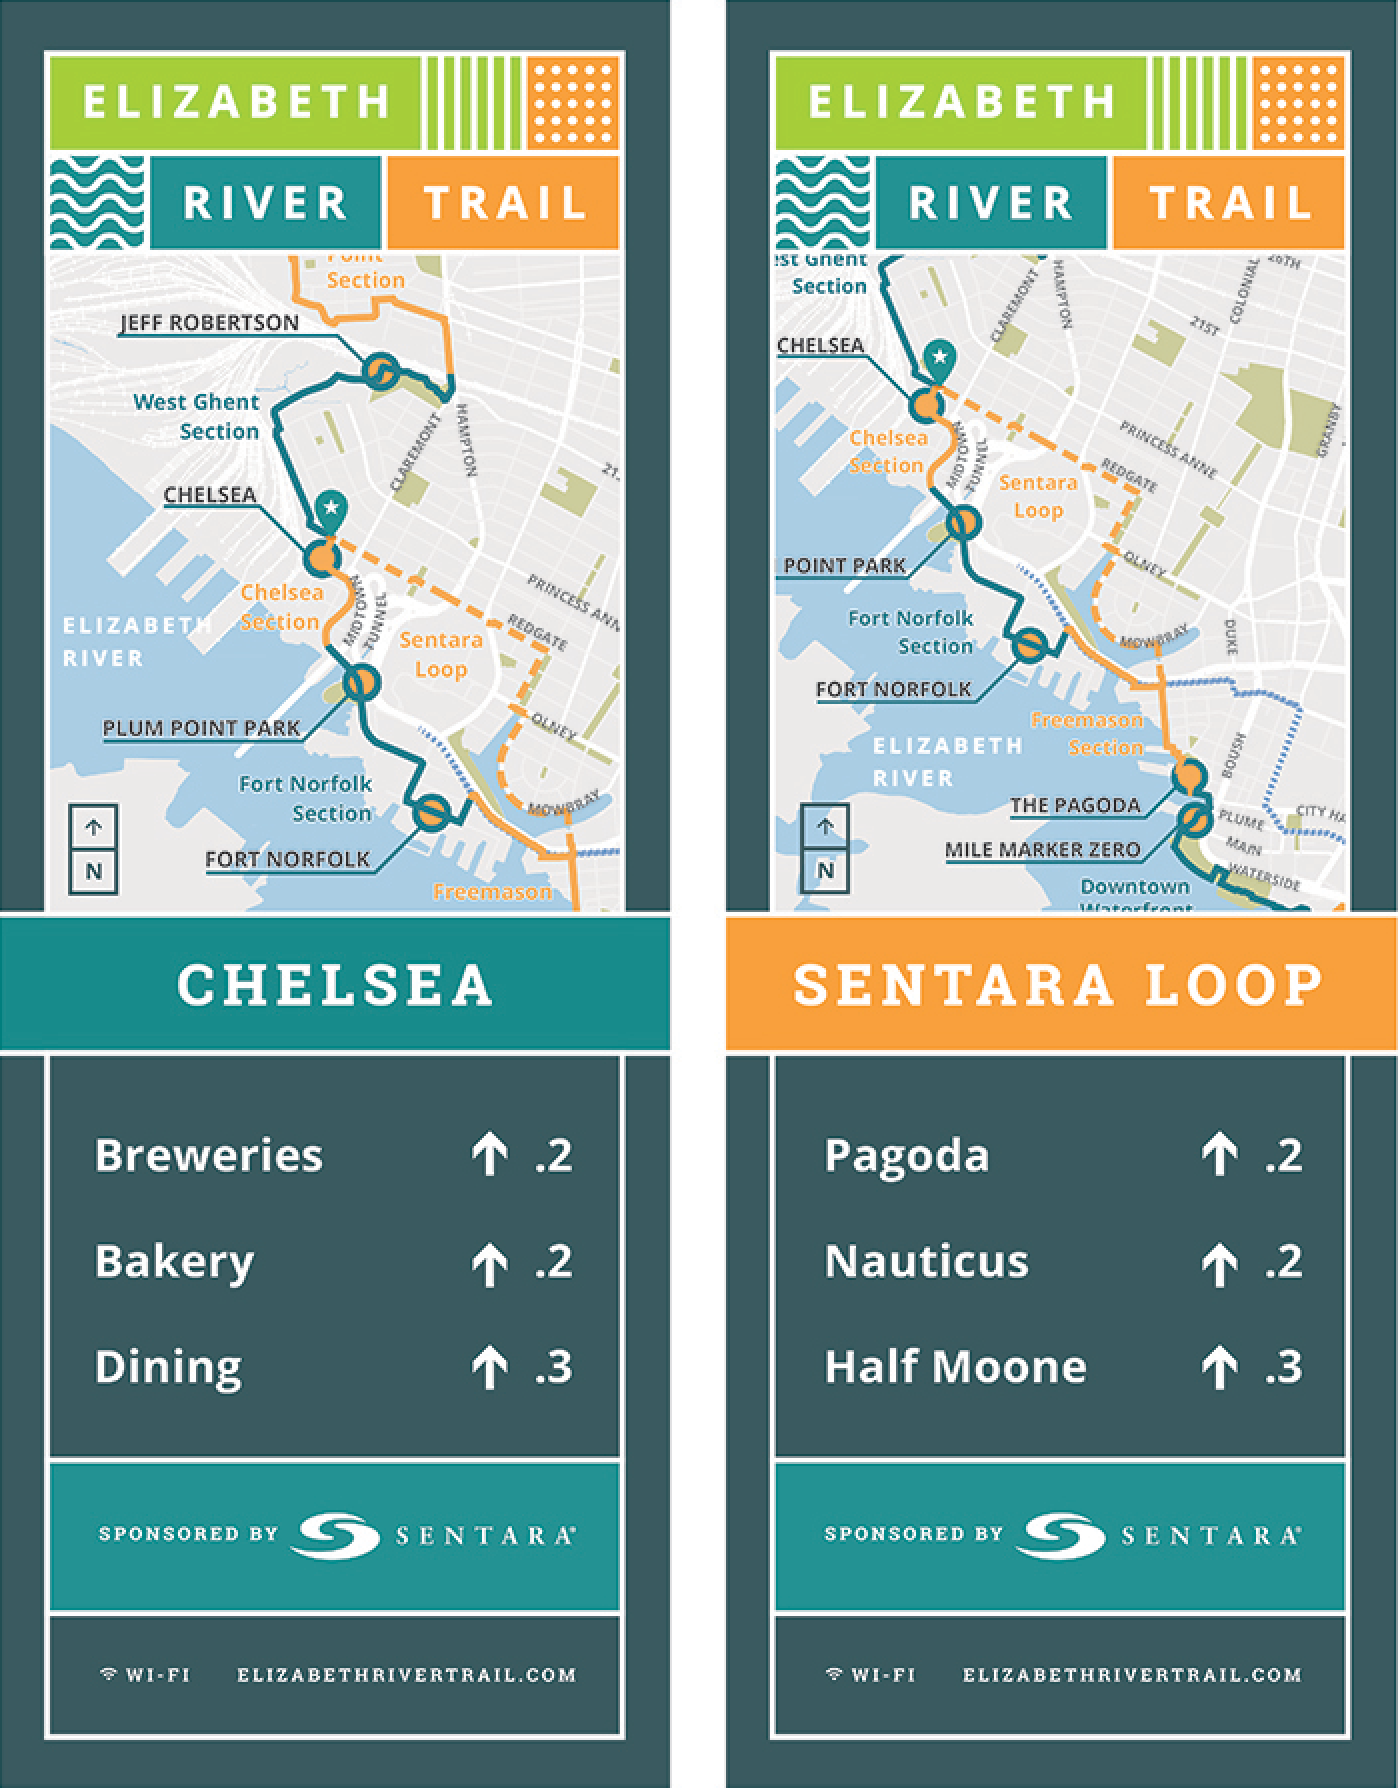 ELIZABETH
RIVER TRAIL
Point
Section
JEFF ROBERTSON
West Ghent
Section
CLAREMONT
HAMPTON
21
CHELSEA
Chelsea
Section
MIDTOWN
TUNNEL
ELIZABETH
RIVER
Sentara
Loop
PRINCESS ANN
REDGATE
OLNEY
PLUM POINT PARK
Fort Norfolk
Section
MOWBRAY
FORT NORFOLK
Freemason
N
CHELSEA
Breweries .2
Bakery .2
Dining .3
SPONSORED BY SENTARA®
WI-FI ELIZABETHRIVERTRAIL.COM
ELIZABETH
RIVER TRAIL
est Ghent
Section
CLAREMONT
HAMPTON
COLONIAL
26TH
21ST
CHELSEA
GRANBY
PRINCESS ANNE
Chelsea
Section
MIDTOWN
TUNNEL
REDGATE
Sentara
Loop
POINT PARK
OLNEY
Fort Norfolk
Section
MOWBRAY
DUKE
FORT NORFOLK
Freemason
Section
ELIZABETH
RIVER
BOUSH
THE PAGODA
PLUME
CITY HA
MILE MARKER ZERO
MAIN
WATERSIDE
Downtown
Waterfront
N
SENTARA LOOP
Pagoda .2
Nauticus .2
Half Moone .3
SPONSORED BY SENTARA®
WI-FI ELIZABETHRIVERTRAIL.COM